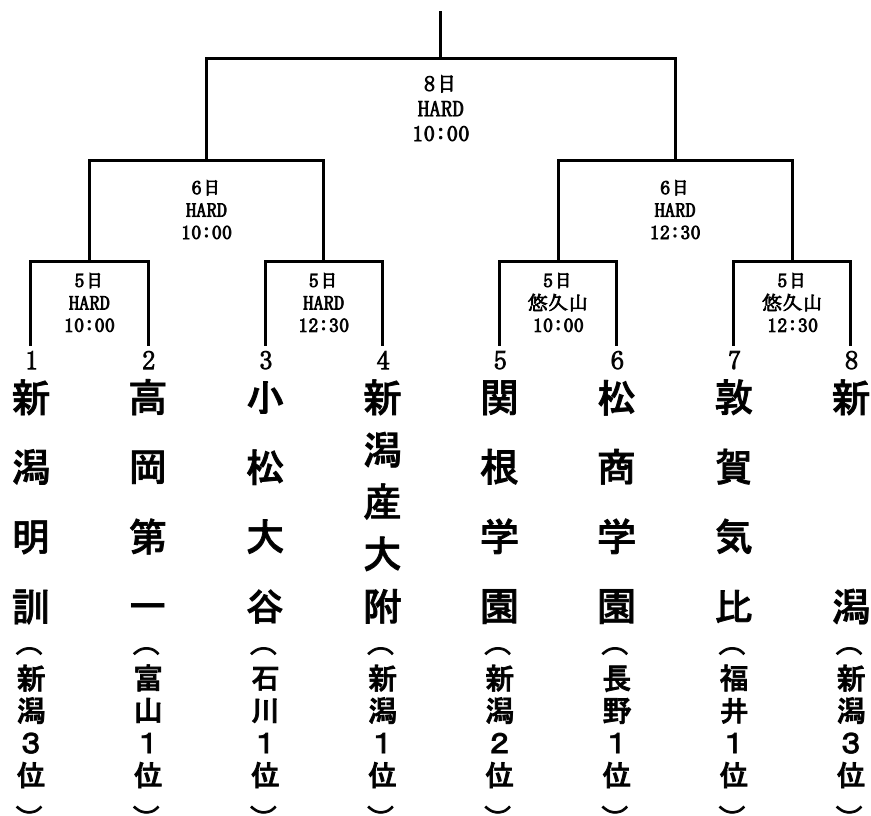 8日
HARD
10:00
6日
HARD
10:00
6日
HARD
12:30
5日
HARD
10:00
5日
HARD
12:30
5日
悠久山
10:00
5日
悠久山
12:30
1
新潟明訓(新潟3位)
2
高岡第一(富山1位)
3
小松大谷(石川1位)
4
新潟産大附(新潟1位)
5
関根学園(新潟2位)
6
松商学園(長野1位)
7
敦賀気比(福井1位)
8
新潟(新潟3位)